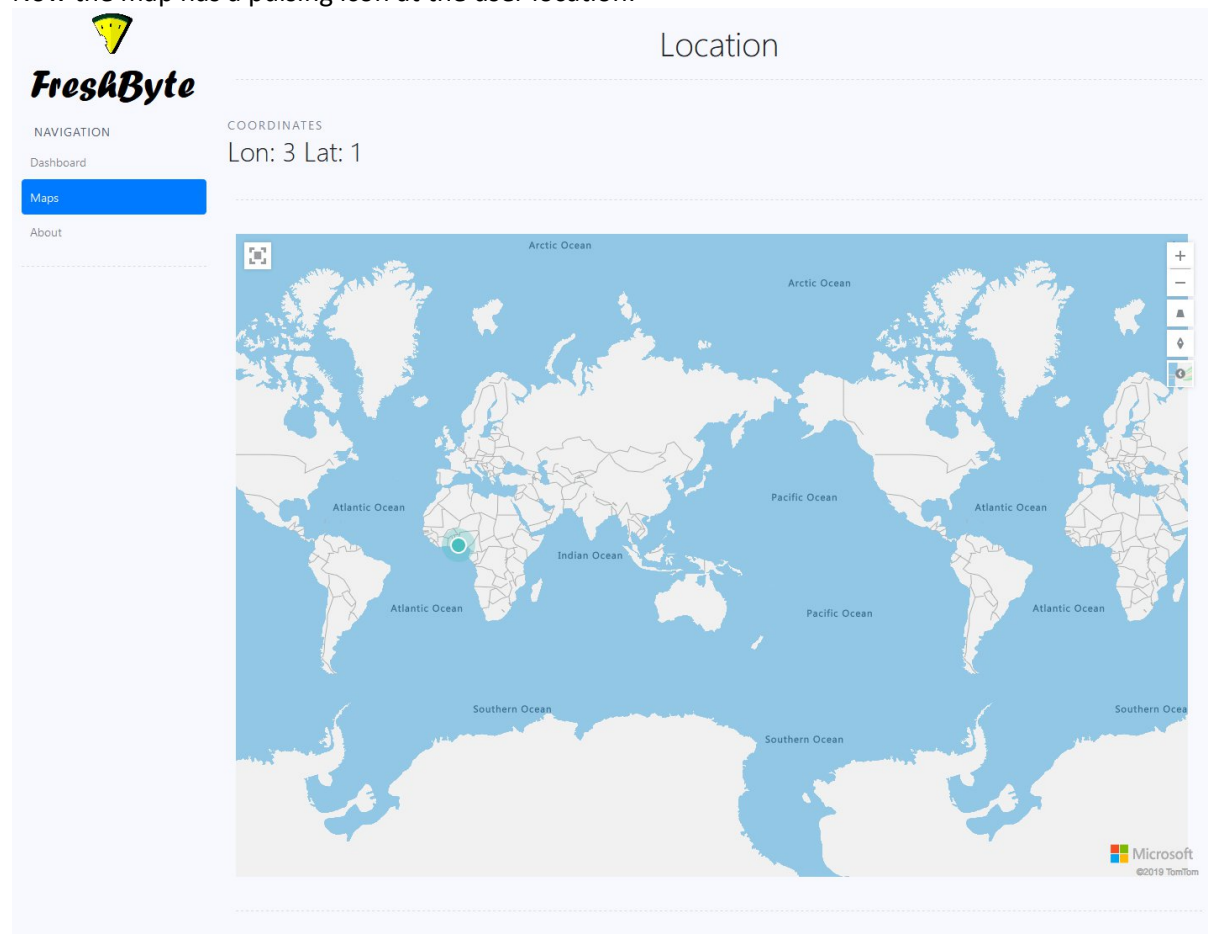 Now the map has a pulsing icon at the user location.
Location
FreshByte
NAVIGATION
Dashboard
Maps
About
COORDINATES
Lon: 3 Lat: 1
Arctic Ocean
Arctic Ocean
Pacific Ocean
Atlantic Ocean
Atlantic Ocean
Indian Ocean
Atlantic Ocean
Pacific Ocean
Atlantic Ocean
Southern Ocean
Southern Ocea
Southern Ocean
Microsoft
©2019 TomTom